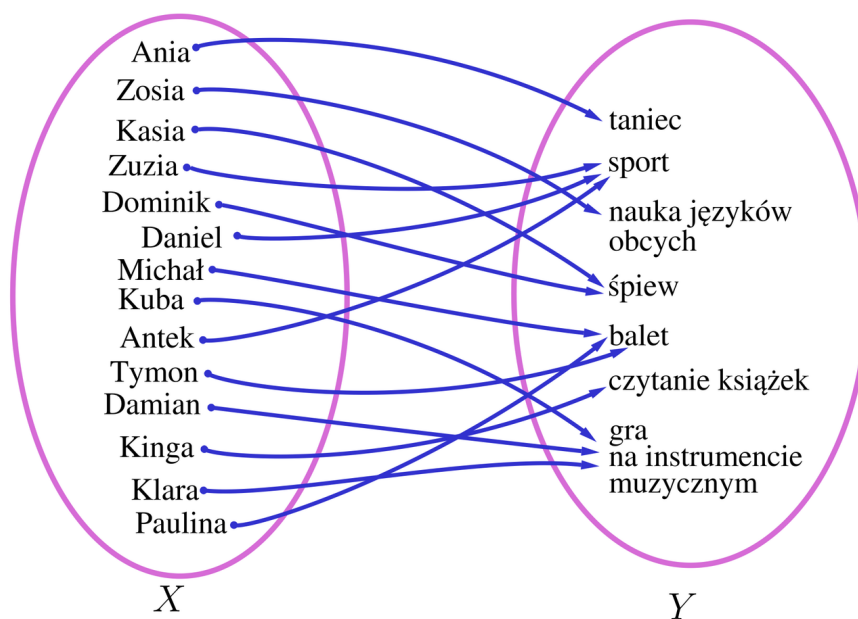 Ania
Zosia
Kasia
Zuzia
Dominik
Daniel
Michał
Kuba
Antek
Tymon
Damian
Kinga
Klara
Paulina
X
taniec
sport
nauka języków
obcych
śpiew
balet
czytanie książek
gra
na instrumencie
muzycznym
Y